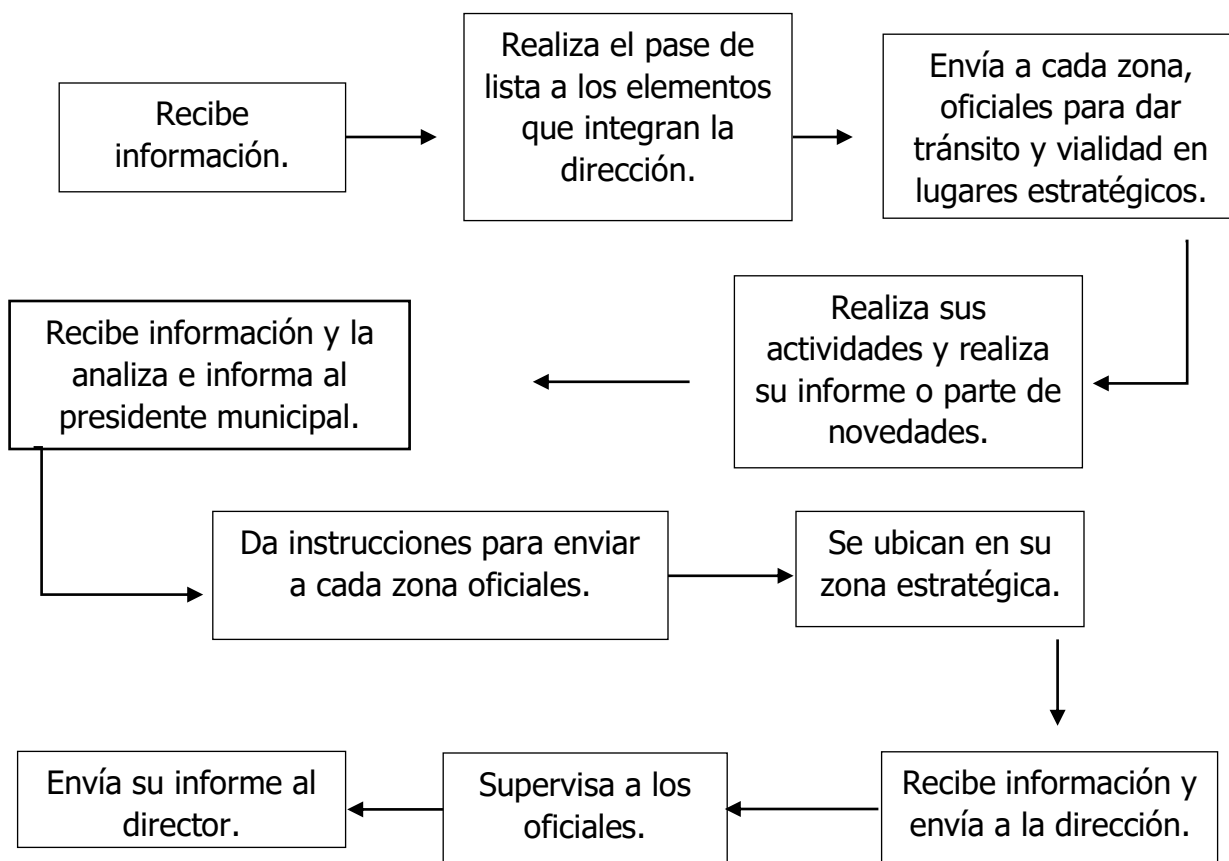 Recibe
información.
Realiza el pase de
lista a los elementos
que integran la
dirección.
Envía a cada zona,
oficiales para dar
tránsito y vialidad en
lugares estratégicos.
Realiza sus
actividades y realiza
su informe o parte de
novedades.
Recibe información y la
analiza e informa al
presidente municipal.
Da instrucciones para enviar
a cada zona oficiales.
Se ubican en su
zona estratégica.
Recibe información y
envía a la dirección.
Supervisa a los
oficiales.
Envía su informe al
director.